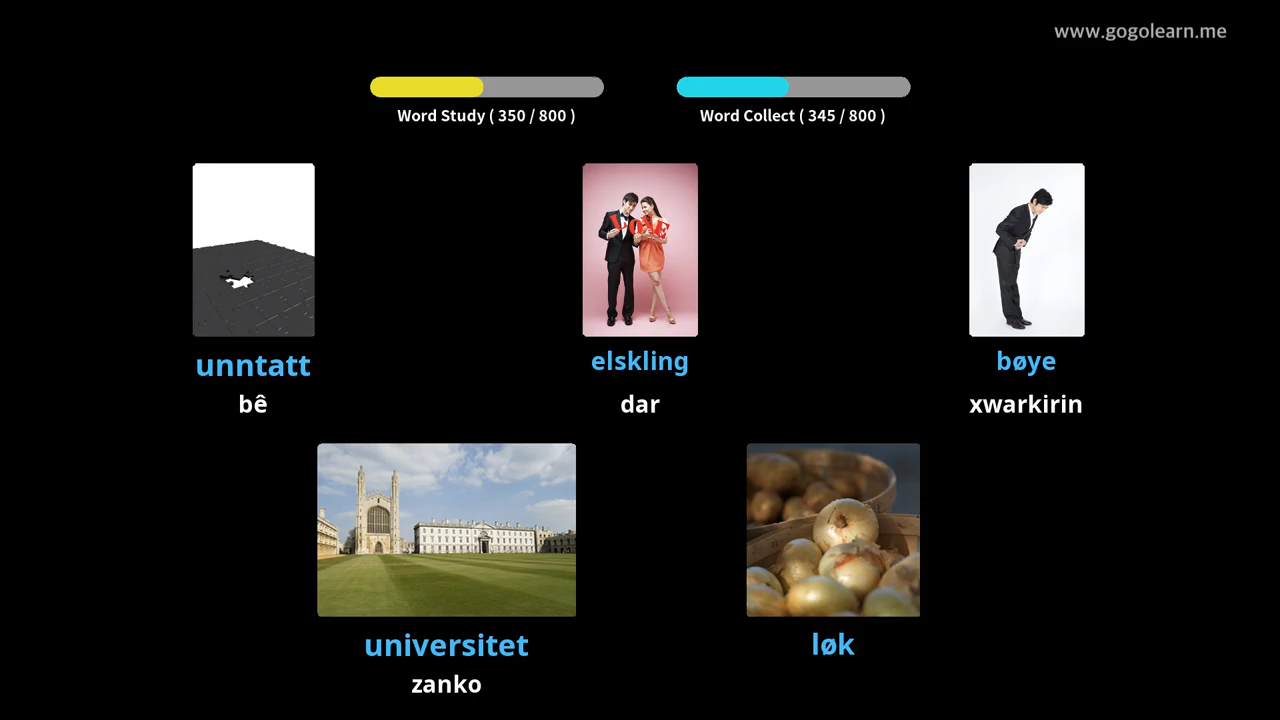 www.gogolearn.me
Word Study ( 350 / 800 )
Word Collect ( 345 / 800 )
LOVE
unntatt
elskling
bøye
bê
dar
xwarkirin
universitet
løk
zanko